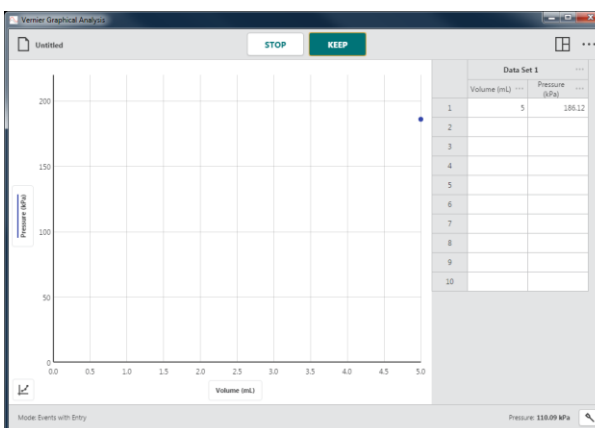 Vernier Graphical Analysis
Untitled
STOP
KEEP
Data Set 1
Volume (mL)
Pressure (kPa)
1 5 186.12
2
3
4
5
6
7
8
9
10
200
150
100
50
0
Pressure (kPa)
0.0 0.5 1.0 1.5 2.0 2.5 3.0 3.5 4.0 4.5 5.0
Volume (mL)
Mode: Events with Entry
Pressure: 110.09 kPa